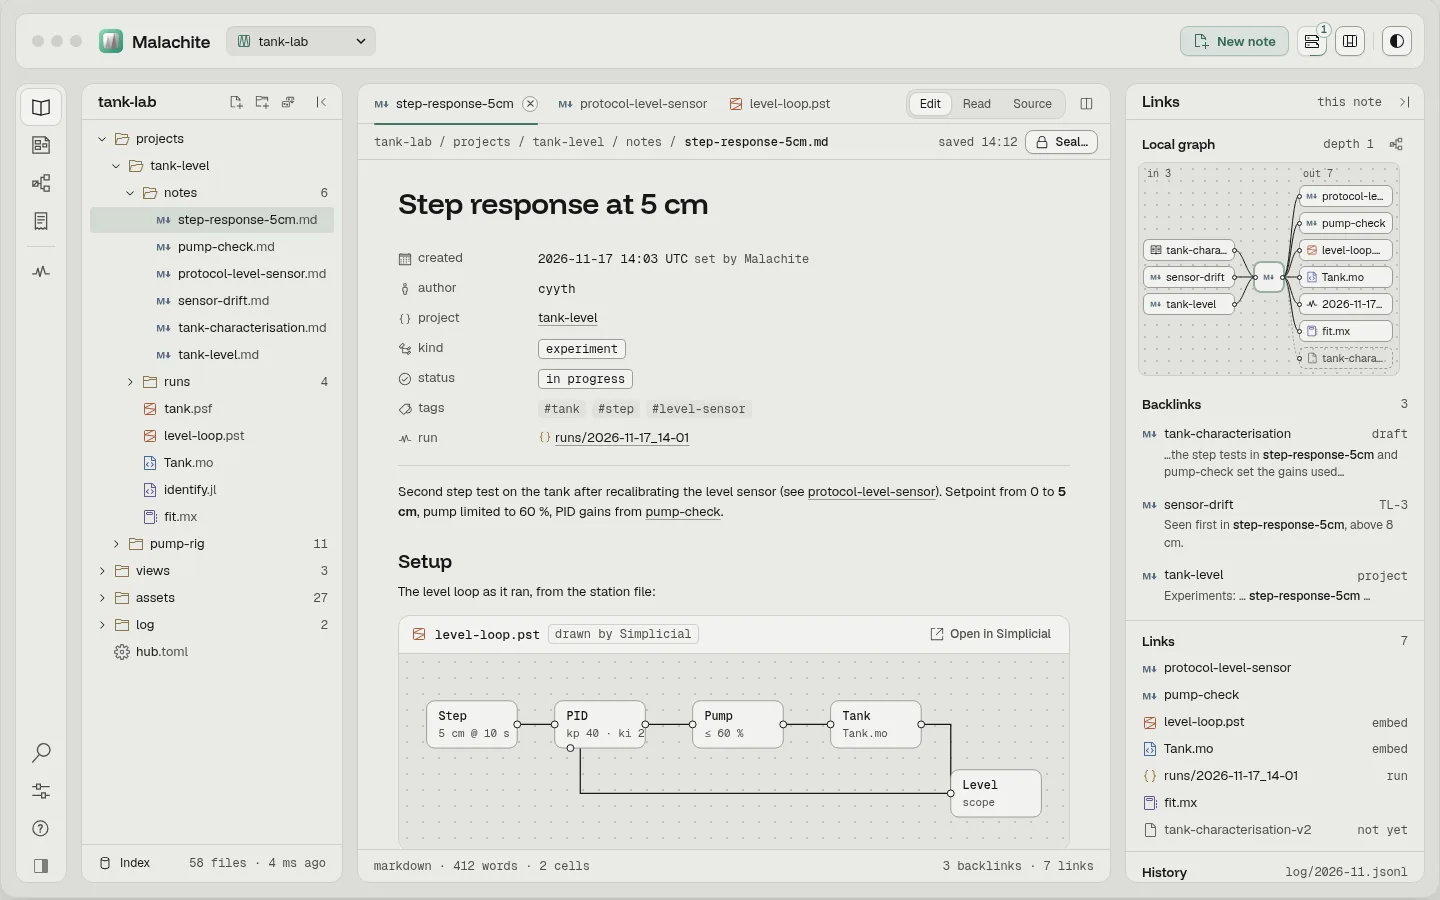 Malachite
tank-lab
New note
1
tank-lab
projects
tank-level
notes 6
step-response-5cm.md
pump-check.md
protocol-level-sensor.md
sensor-drift.md
tank-characterisation.md
tank-level.md
runs 4
tank.psf
level-loop.pst
Tank.mo
identify.jl
fit.mx
pump-rig 11
views 3
assets 27
log 2
hub.toml
Index 58 files · 4 ms ago
step-response-5cm protocol-level-sensor level-loop.pst Edit Read Source
tank-lab / projects / tank-level / notes / step-response-5cm.md saved 14:12 Seal…
Step response at 5 cm
created 2026-11-17 14:03 UTC set by Malachite
author cyyth
project tank-level
kind experiment
status in progress
tags #tank #step #level-sensor
run {} runs/2026-11-17_14-01
Second step test on the tank after recalibrating the level sensor (see protocol-level-sensor). Setpoint from 0 to 5
cm, pump limited to 60 %, PID gains from pump-check.
Setup
The level loop as it ran, from the station file:
level-loop.pst drawn by Simplicial Open in Simplicial
Step
5 cm @ 10 s
PID
kp 40 · ki 2
Pump
≤ 60 %
Tank
Tank.mo
Level
scope
markdown · 412 words · 2 cells 3 backlinks · 7 links
Links this note
Local graph depth 1
in 3 out 7
tank-chara…
sensor-drift
tank-level
M↓
protocol-le…
pump-check
level-loop.…
Tank.mo
2026-11-17…
fit.mx
tank-chara…
Backlinks 3
tank-characterisation draft
…the step tests in step-response-5cm and
pump-check set the gains used…
sensor-drift TL-3
Seen first in step-response-5cm, above 8
cm.
tank-level project
Experiments: … step-response-5cm …
Links 7
protocol-level-sensor
pump-check
level-loop.pst embed
Tank.mo embed
{} runs/2026-11-17_14-01 run
fit.mx
tank-characterisation-v2 not yet
History log/2026-11.jsonl